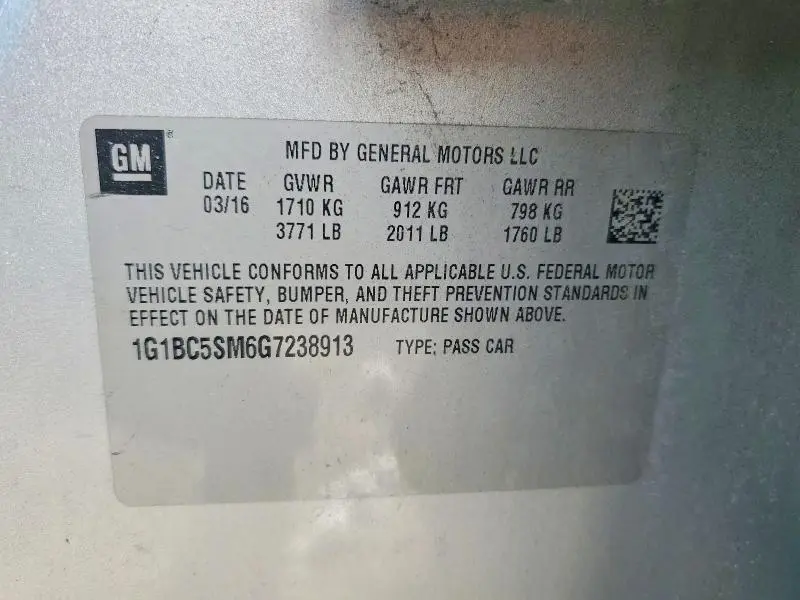 GM
MFD BY GENERAL MOTORS LLC
DATE GVWR GAWR FRT GAWR RR
03/16 1710 KG 912 KG 798 KG
3771 LB 2011 LB 1760 LB
THIS VEHICLE CONFORMS TO ALL APPLICABLE U.S. FEDERAL MOTOR
VEHICLE SAFETY, BUMPER, AND THEFT PREVENTION STANDARDS IN
EFFECT ON THE DATE OF MANUFACTURE SHOWN ABOVE.
1G1BC5SM6G7238913 TYPE: PASS CAR